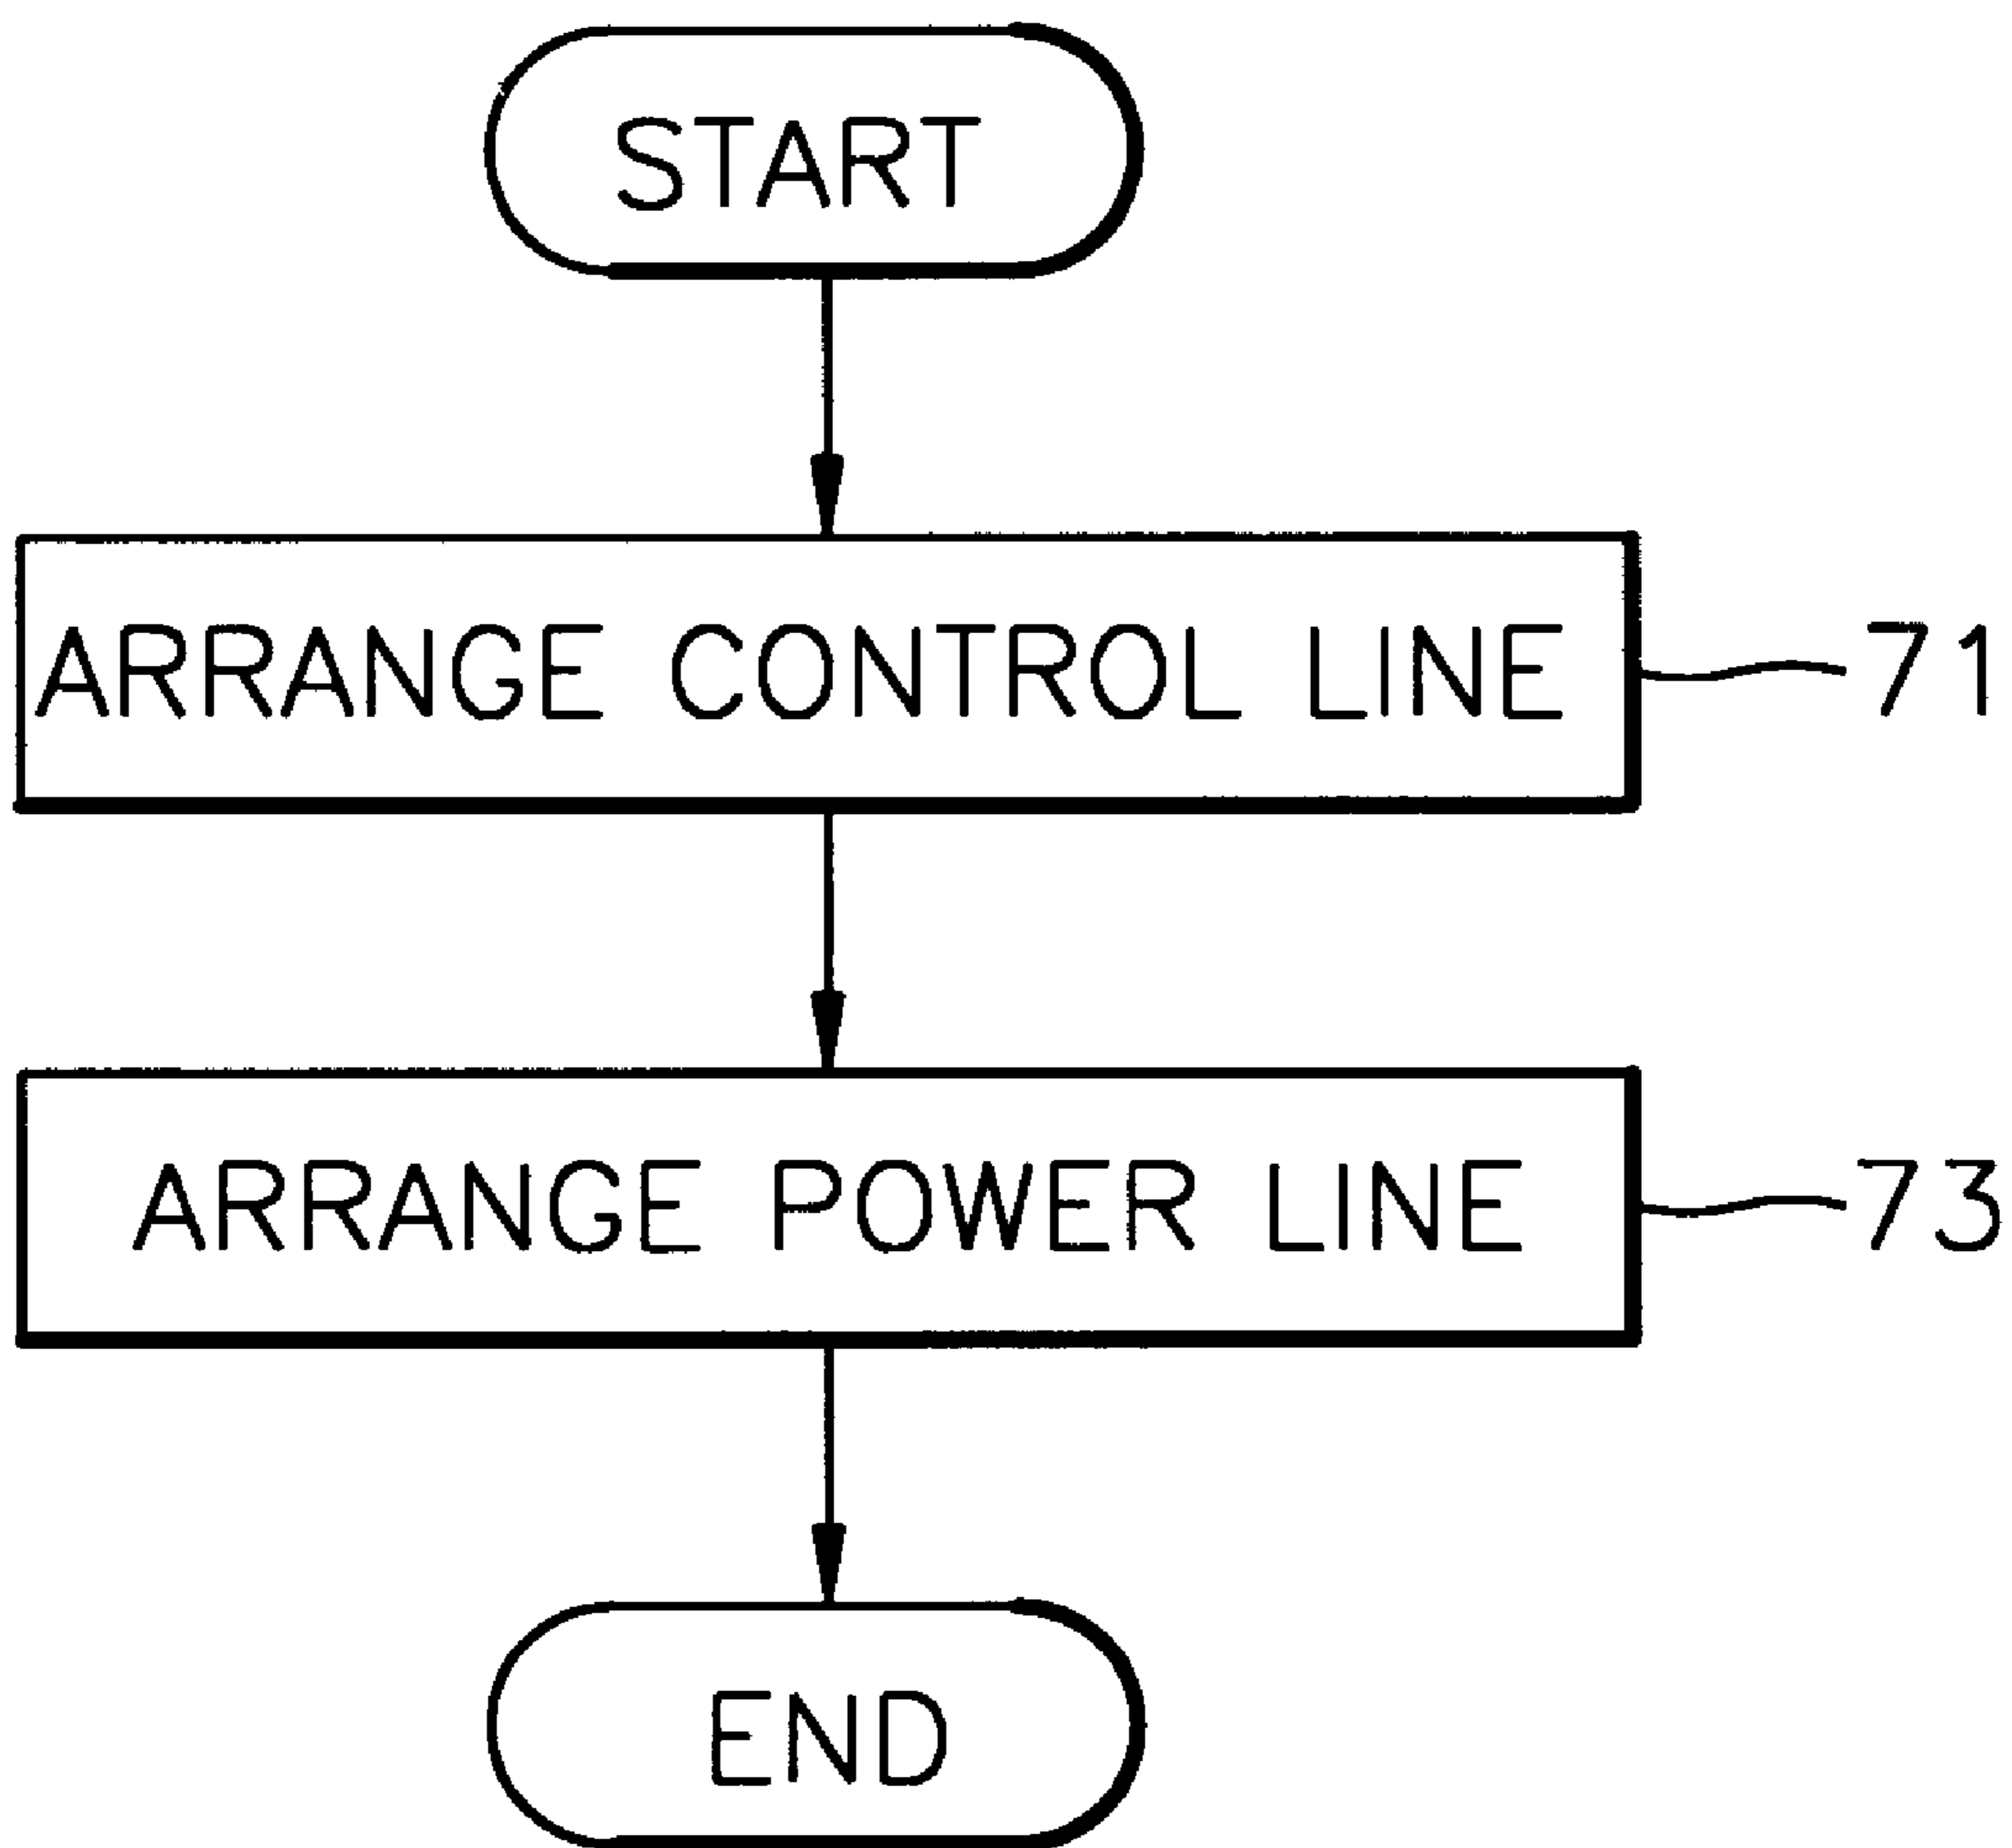 START
ARRANGE CONTROL LINE
71
ARRANGE POWER LINE
73
END